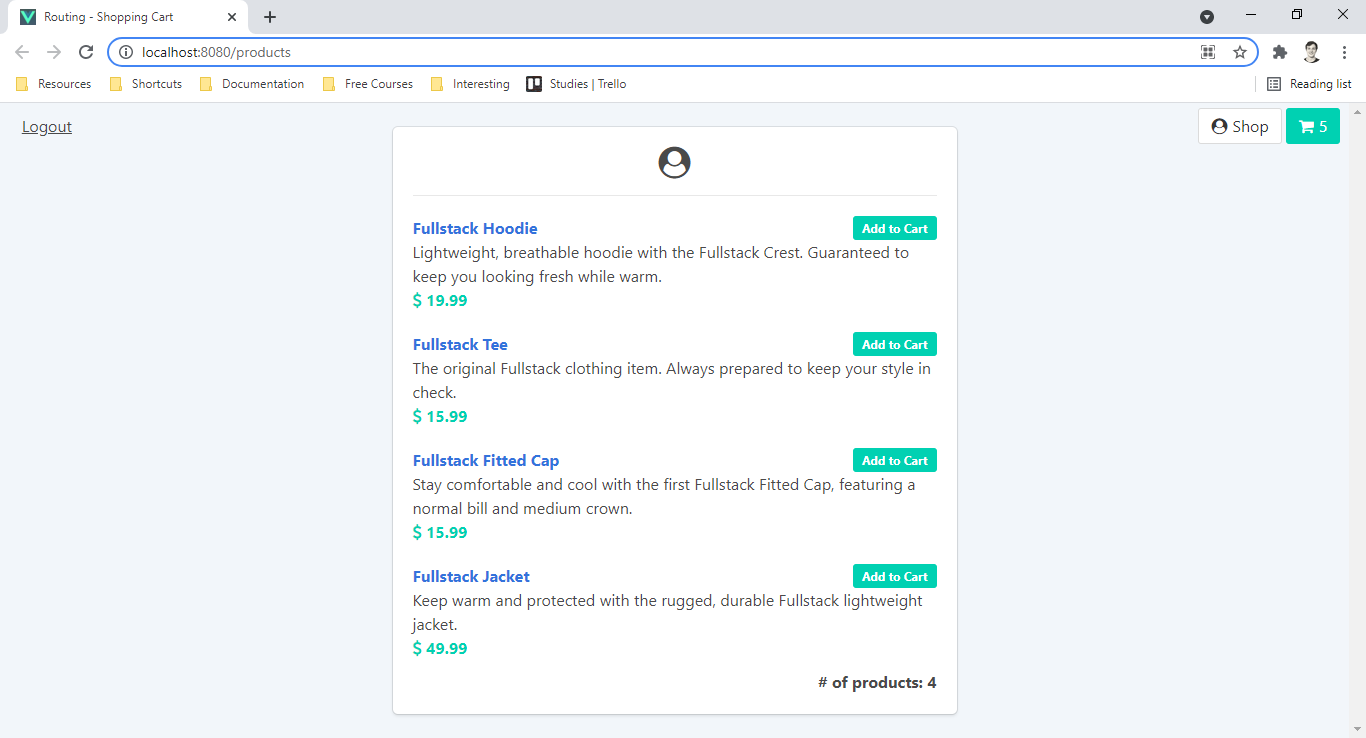 Routing - Shopping Cart
localhost:8080/products
Resources Shortcuts Documentation Free Courses Interesting Studies | Trello Reading list
Logout Shop 5
Fullstack Hoodie Add to Cart
Lightweight, breathable hoodie with the Fullstack Crest. Guaranteed to
keep you looking fresh while warm.
$ 19.99
Fullstack Tee Add to Cart
The original Fullstack clothing item. Always prepared to keep your style in
check.
$ 15.99
Fullstack Fitted Cap Add to Cart
Stay comfortable and cool with the first Fullstack Fitted Cap, featuring a
normal bill and medium crown.
$ 15.99
Fullstack Jacket Add to Cart
Keep warm and protected with the rugged, durable Fullstack lightweight
jacket.
$ 49.99
# of products: 4